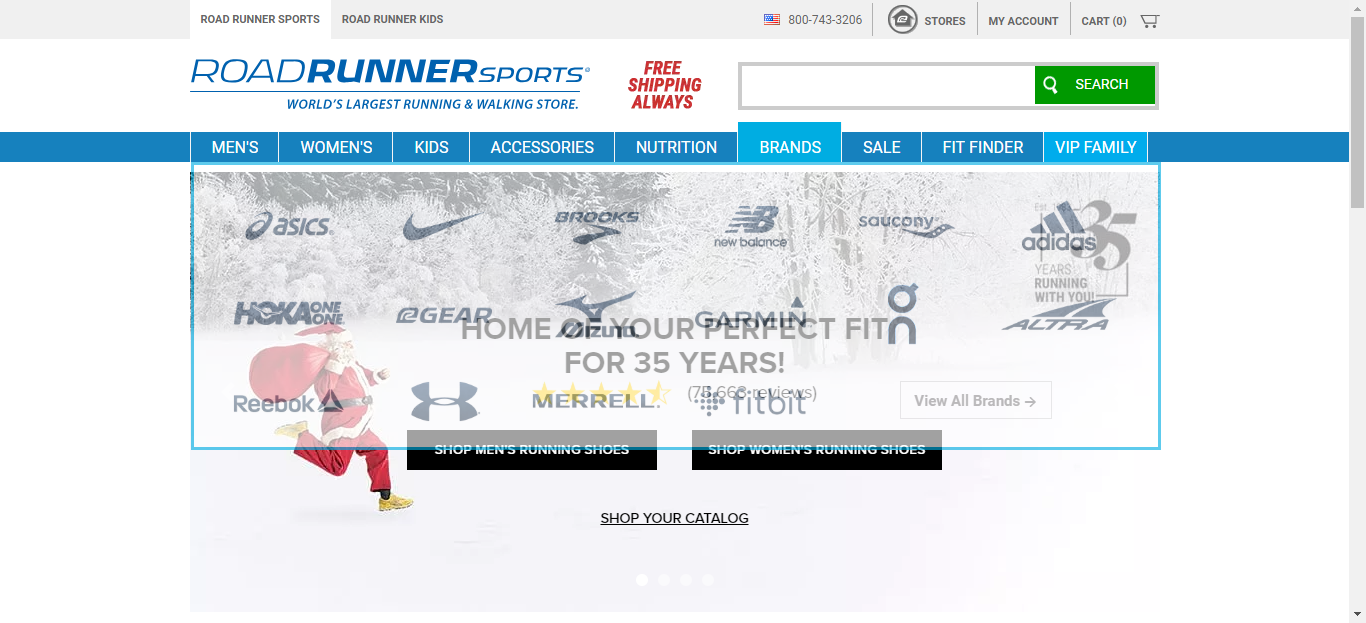 ROAD RUNNER SPORTS
ROAD RUNNER KIDS
800-743-3206
STORES
MY ACCOUNT
CART (0)
ROADRUNNERSPORTS®
WORLD'S LARGEST RUNNING & WALKING STORE.
FREE
SHIPPING
ALWAYS
SEARCH
MEN'S
WOMEN'S
KIDS
ACCESSORIES
NUTRITION
BRANDS
SALE
FIT FINDER
VIP FAMILY
asics
BROOKS
new balance
saucony
adidas
35
YEARS
RUNNING
WITH YOU!
HOKA ONE
ONE
GEAR
MIZUNO
GARMIN
On
ALTRA
HOME OF YOUR PERFECT FIT
FOR 35 YEARS!
Reebok
MERRELL
fitbit
reviews)
View All Brands →
SHOP MEN'S RUNNING SHOES
SHOP WOMEN'S RUNNING SHOES
SHOP YOUR CATALOG